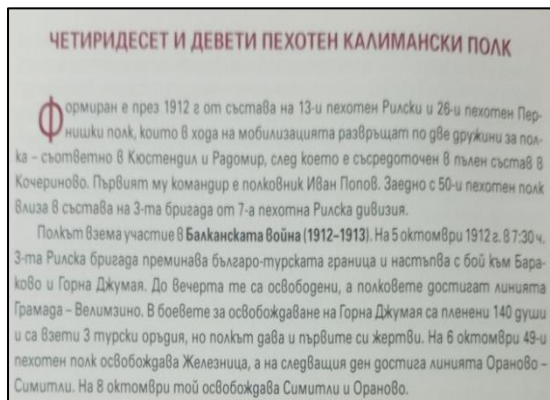 ЧЕТИРИДЕСЕТ И ДЕВЕТИ ПЕХОТЕН КАЛИМАНСКИ ПОЛК
Формиран е през 1912 г от състава на 13-и пехотен Рилски и 26-и пехотен Пер-
нишки полк, които в хода на мобилизацията развръщат по две дружини за пол-
ка – съответно в Кюстендил и Радомир, след което е съсредоточен в пълен състав в
Кочериново. Първият му командир е полковник Иван Попов. Заедно с 50-и пехотен полк
влиза в състава на 3-та бригада от 7-а пехотна Рилска дивизия.
Полкът взема участие в Балканската война (1912–1913). На 5 октомври 1912 г. в 7:30 ч.
3-та Рилска бригада преминава българо-турската граница и настъпва с бой към Бара-
ково и Горна Джумая. До вечерта те са освободени, а полковете достигат линията
Грамада – Велимзино. В боевете за освобождаване на Горна Джумая са пленени 140 души
и са взети 3 турски оръдия, но полкът дава и първите си жертви. На 6 октомври 49-и
пехотен полк освобождава Железница, а на следващия ден достига линията Ораново –
Симитли. На 8 октомври той освобождава Симитли и Ораново.